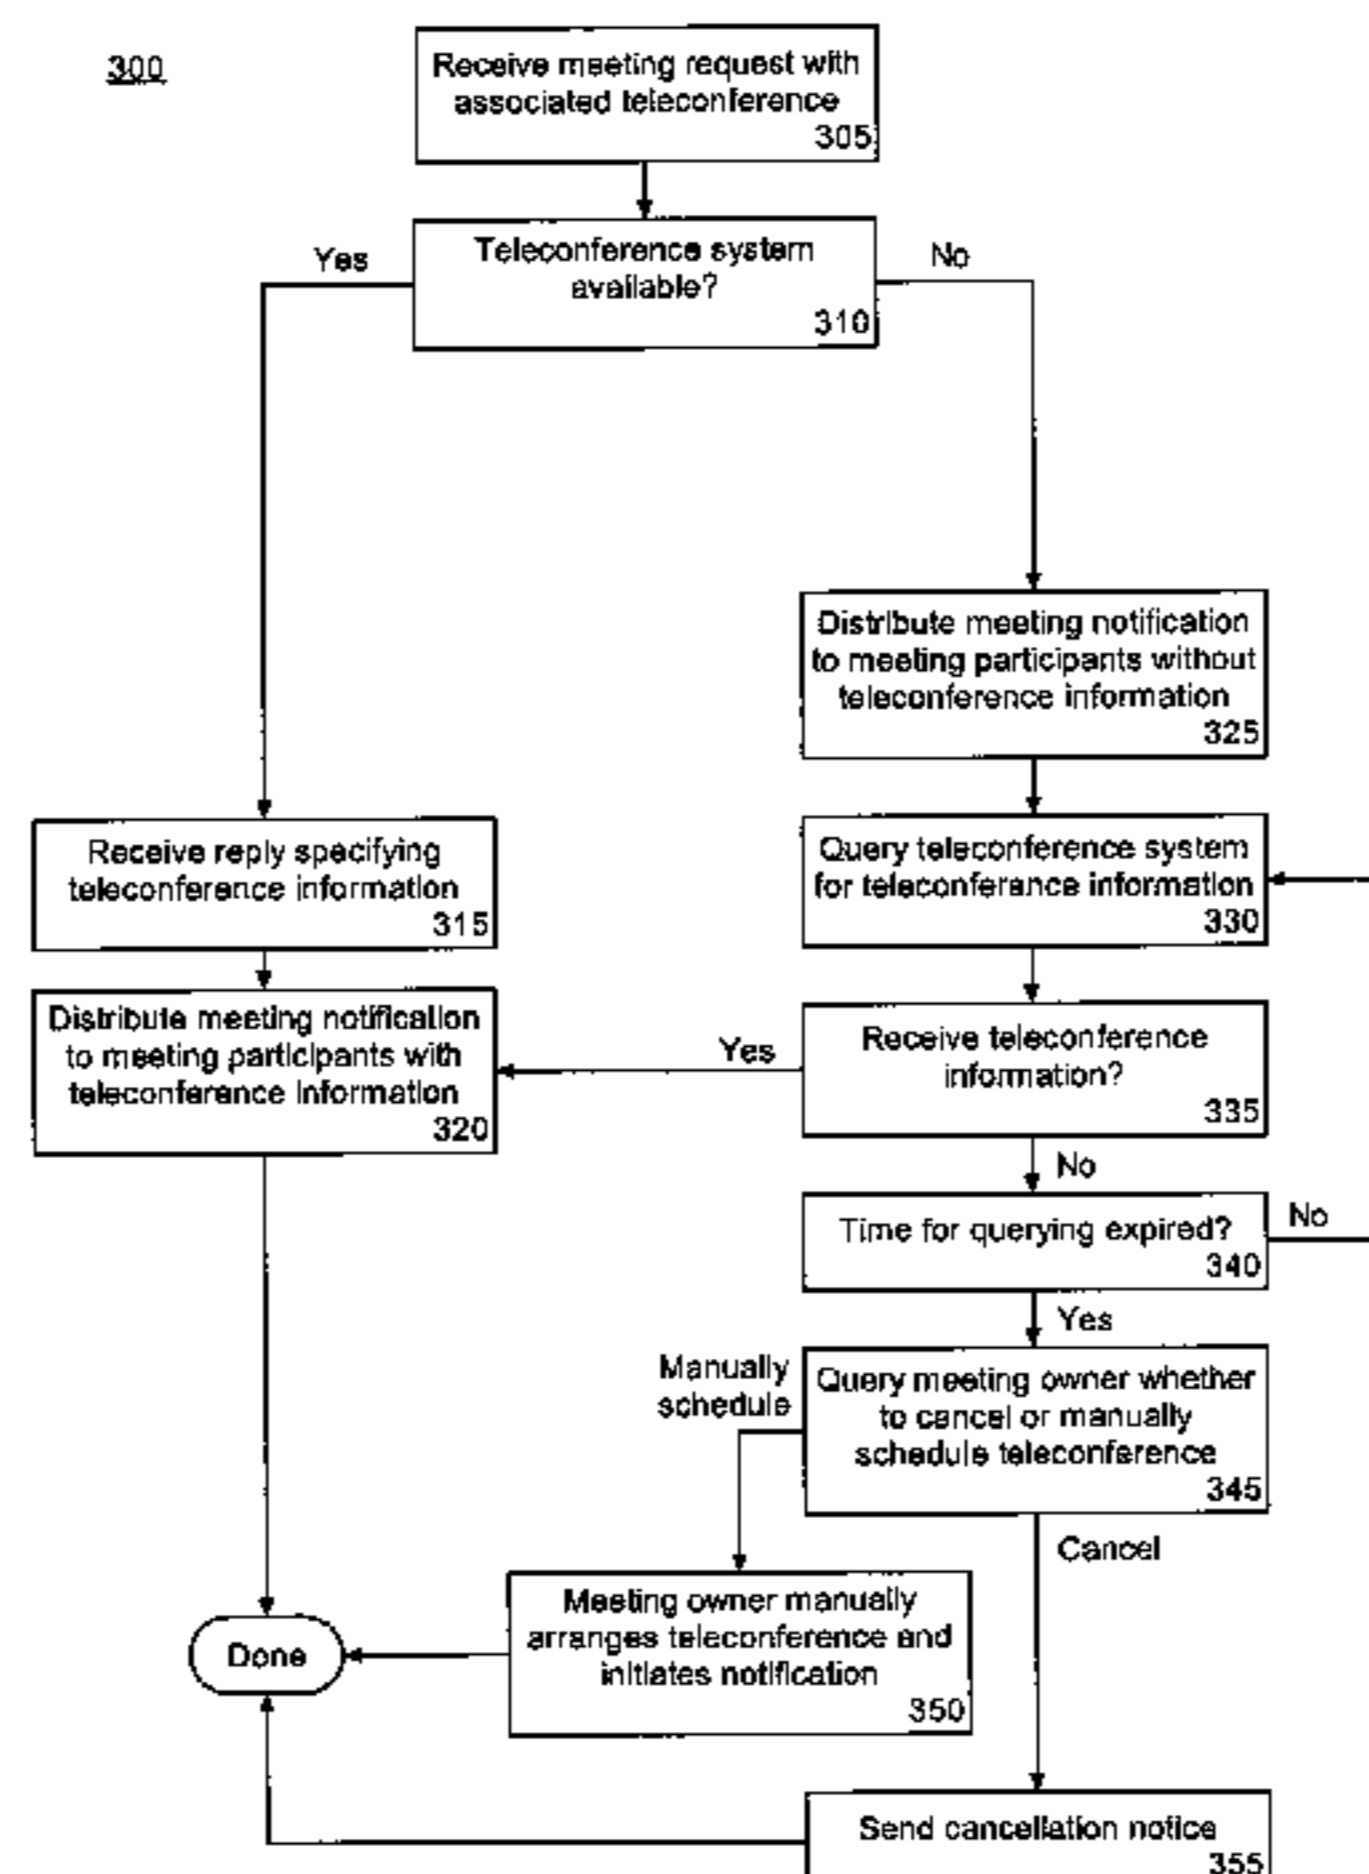 300
Receive meeting request with
associated teleconference
305
Yes
Teleconference system
available?
310
No
Distribute meeting notification
to meeting participants without
teleconference information
325
Receive reply specifying
teleconference information
315
Query teleconference system
for teleconference information
330
Distribute meeting notification
to meeting participants with
teleconference information
320
Yes
Receive teleconference
information?
335
No
Time for querying expired?
340
No
Yes
Manually
schedule
Query meeting owner whether
to cancel or manually
schedule teleconference
345
Cancel
Done
Meeting owner manually
arranges teleconference and
initiates notification
350
Send cancellation notice
355